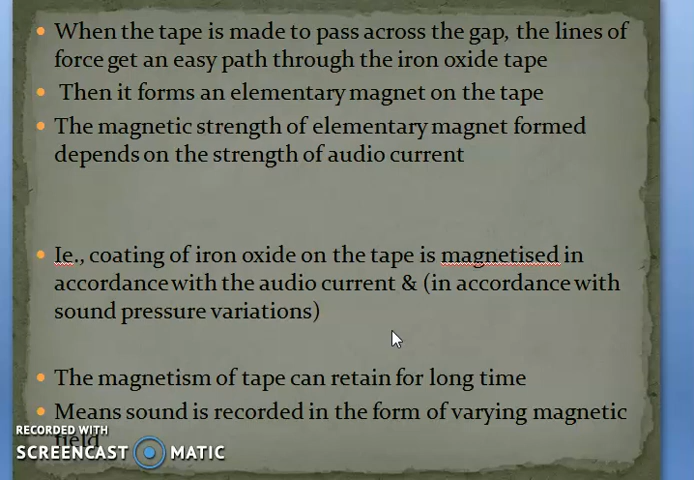 • When the tape is made to pass across the gap, the lines of
force get an easy path through the iron oxide tape
• Then it forms an elementary magnet on the tape
• The magnetic strength of elementary magnet formed
depends on the strength of audio current
• Ie., coating of iron oxide on the tape is magnetised in
accordance with the audio current & (in accordance with
sound pressure variations)
• The magnetism of tape can retain for long time
• Means sound is recorded in the form of varying magnetic
field
RECORDED WITH
SCREENCAST MATIC